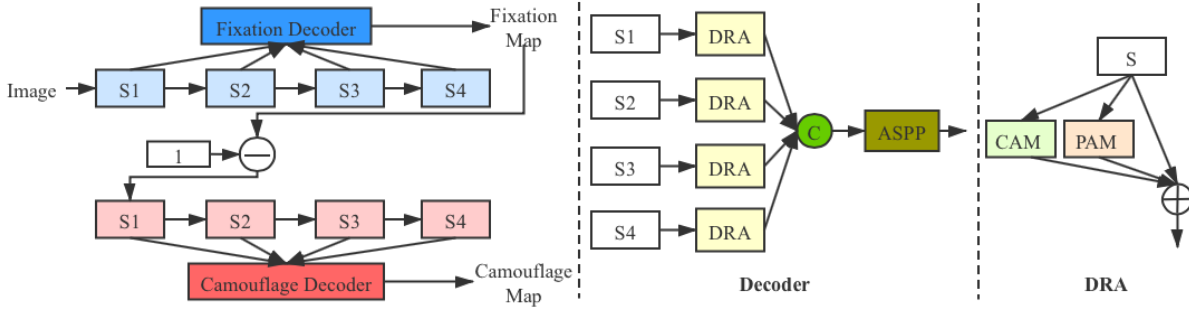 Fixation Decoder
Fixation
Map
Image
S1
S2
S3
S4
1
S1
S2
S3
S4
Camouflage Decoder
Camouflage
Map
S1
DRA
S2
DRA
C
ASPP
S3
DRA
S4
DRA
Decoder
S
CAM
PAM
DRA